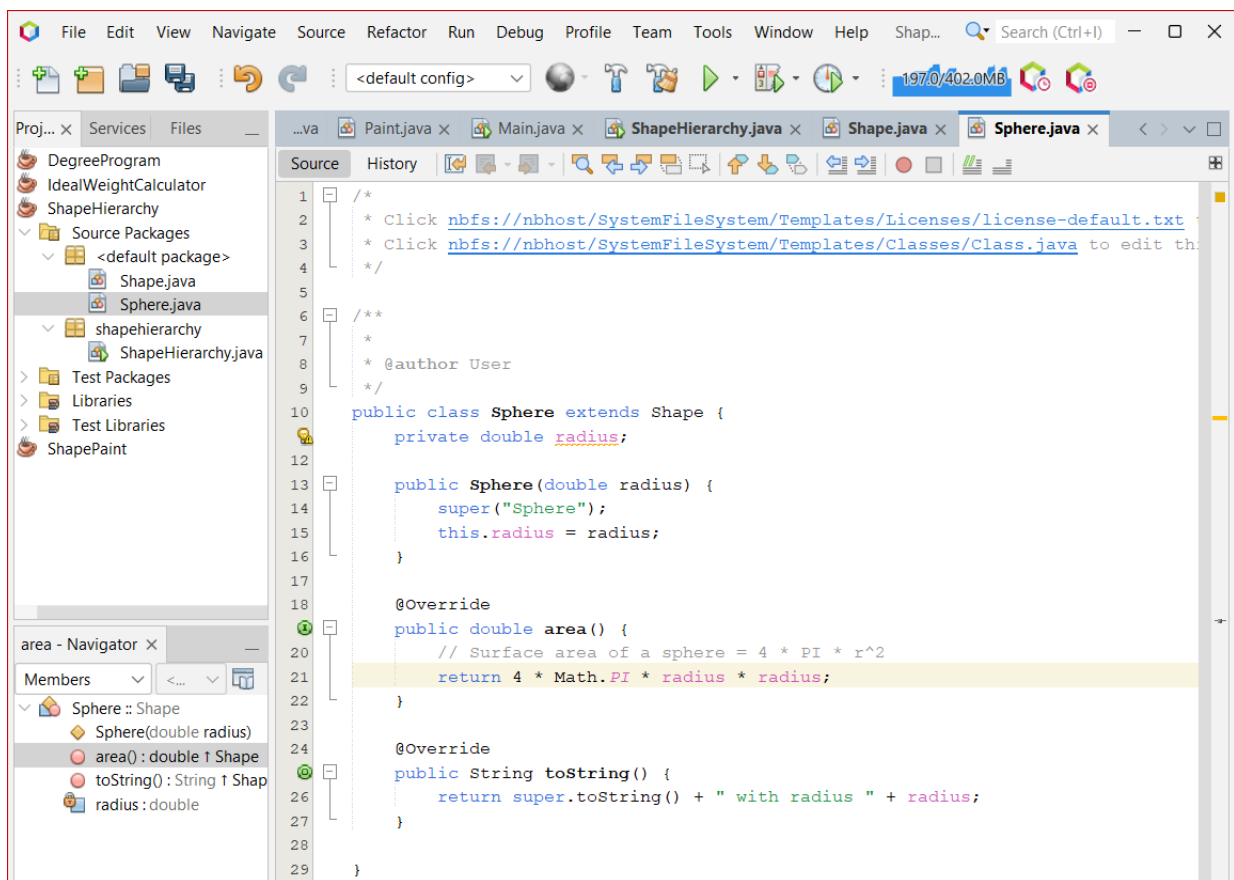 File Edit View Navigate Source Refactor Run Debug Profile Team Tools Window Help Shap... Search (Ctrl+I)
<default config> 197.0/402.0MB
Proj... Services Files
...va Paint.java Main.java ShapeHierarchy.java Shape.java Sphere.java
Source History
DegreeProgram
IdealWeightCalculator
ShapeHierarchy
Source Packages
<default package>
Shape.java
Sphere.java
shapehierarchy
ShapeHierarchy.java
Test Packages
Libraries
Test Libraries
ShapePaint
area - Navigator
Members <...
Sphere :: Shape
Sphere(double radius)
area() : double ↑ Shape
toString() : String ↑ Shap
radius : double
1 /*
2 * Click nbfs://nbhost/SystemFileSystem/Templates/Licenses/license-default.txt
3 * Click nbfs://nbhost/SystemFileSystem/Templates/Classes/Class.java to edit thi
4 */
5
6 /**
7 *
8 * @author User
9 */
10 public class Sphere extends Shape {
private double radius;
12
13 public Sphere(double radius) {
14 super("Sphere");
15 this.radius = radius;
16 }
17
18 @Override
public double area() {
20 // Surface area of a sphere = 4 * PI * r^2
21 return 4 * Math.PI * radius * radius;
22 }
23
24 @Override
public String toString() {
26 return super.toString() + " with radius " + radius;
27 }
28
29 }